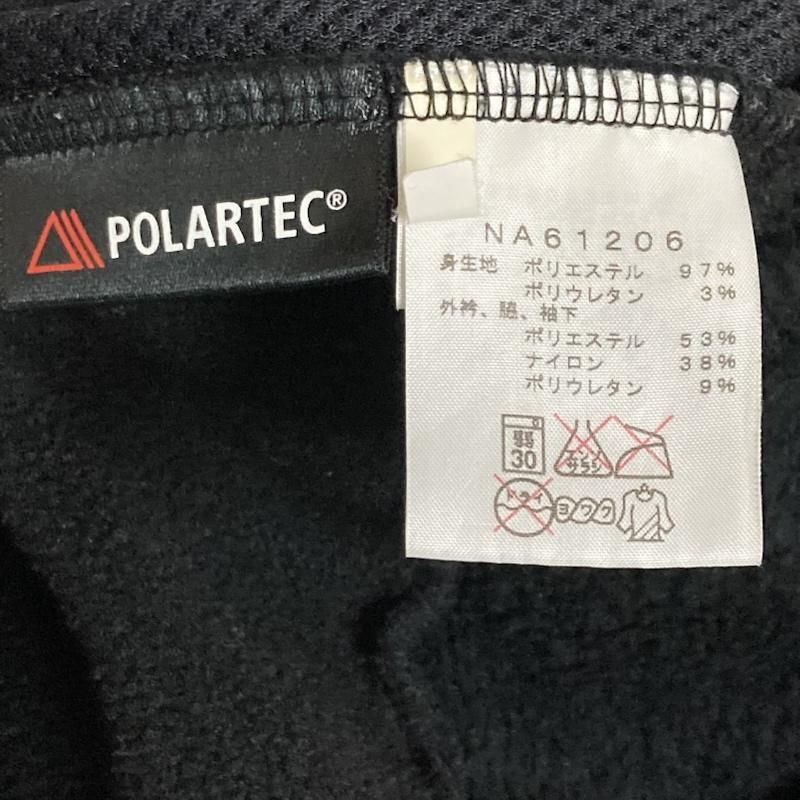 POLARTEC®
NA61206
身生地 ポリエステル 97%
ポリウレタン 3%
外衿、脇、袖下
ポリエステル 53%
ナイロン 38%
ポリウレタン 9%
弱
30
エンソ
サラシ
ドライ
ヨワク